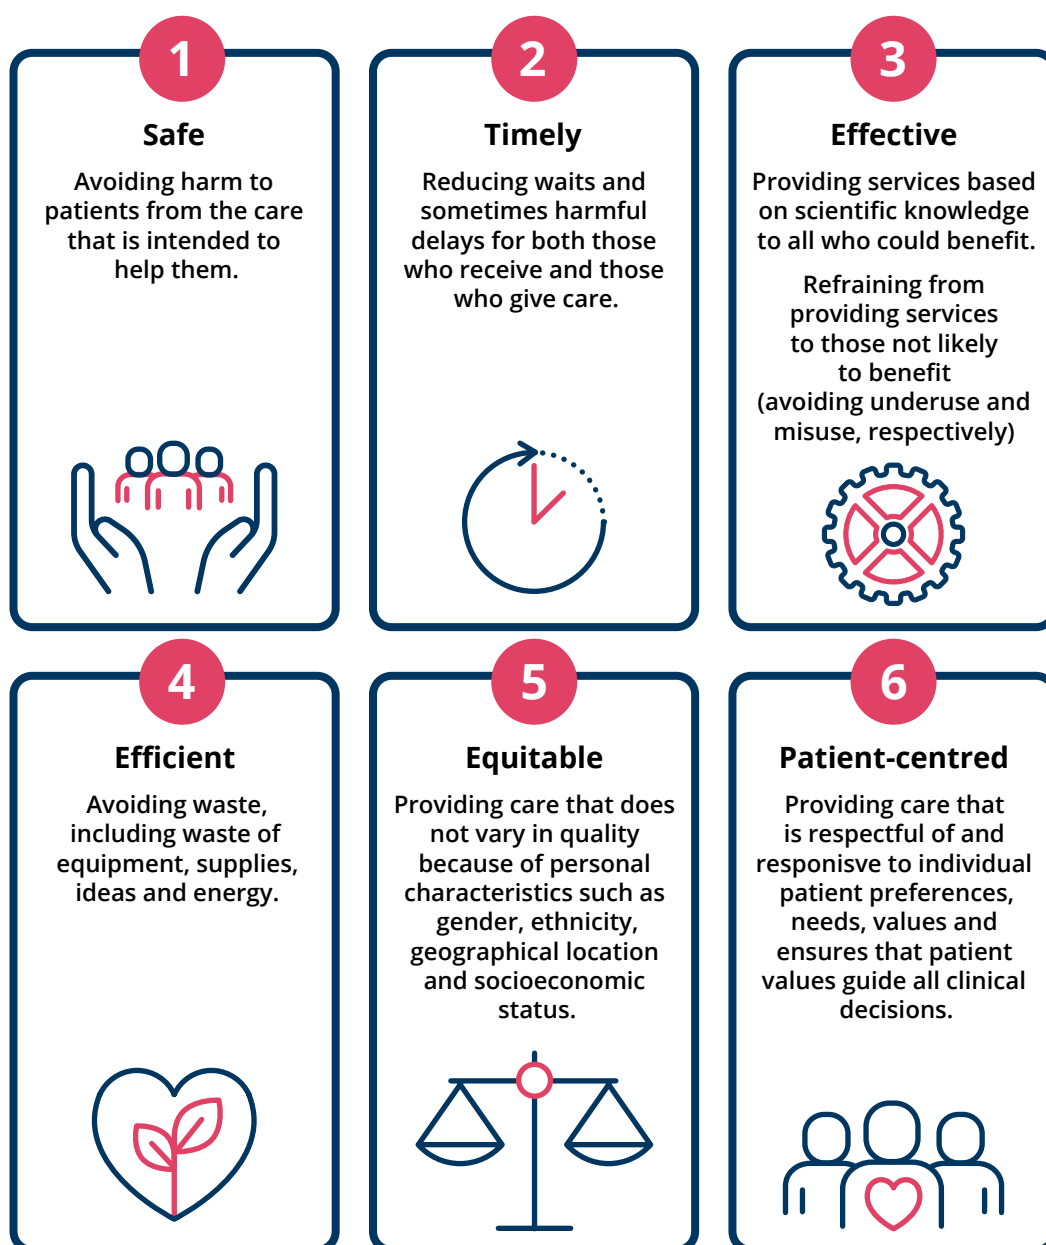 1
Safe
Avoiding harm to
patients from the care
that is intended to
help them.
2
Timely
Reducing waits and
sometimes harmful
delays for both those
who receive and those
who give care.
3
Effective
Providing services based
on scientific knowledge
to all who could benefit.
Refraining from
providing services
to those not likely
to benefit
(avoiding underuse and
misuse, respectively)
4
Efficient
Avoiding waste,
including waste of
equipment, supplies,
ideas and energy.
5
Equitable
Providing care that does
not vary in quality
because of personal
characteristics such as
gender, ethnicity,
geographical location
and socioeconomic
status.
6
Patient-centred
Providing care that
is respectful of and
responisve to individual
patient preferences,
needs, values and
ensures that patient
values guide all clinical
decisions.